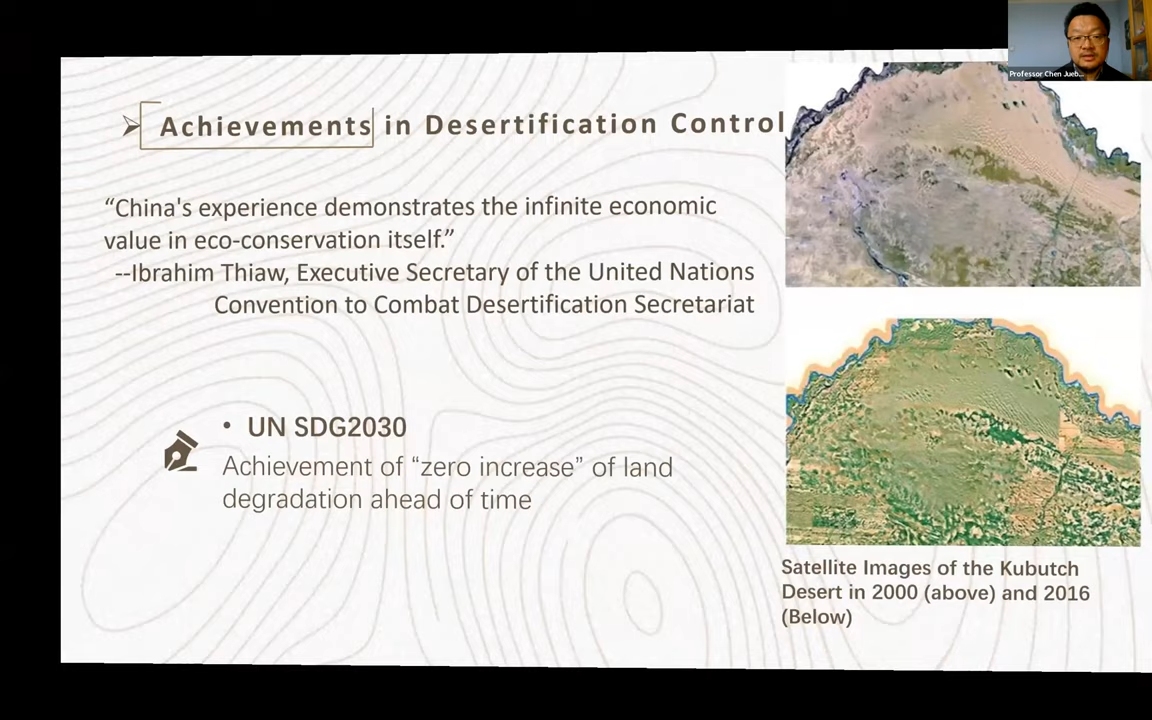 Professor Chen Jueb...
Achievements in Desertification Control
“China's experience demonstrates the infinite economic
value in eco-conservation itself.”
--Ibrahim Thiaw, Executive Secretary of the United Nations
Convention to Combat Desertification Secretariat
• UN SDG2030
Achievement of “zero increase” of land
degradation ahead of time
Satellite Images of the Kubutch
Desert in 2000 (above) and 2016
(Below)